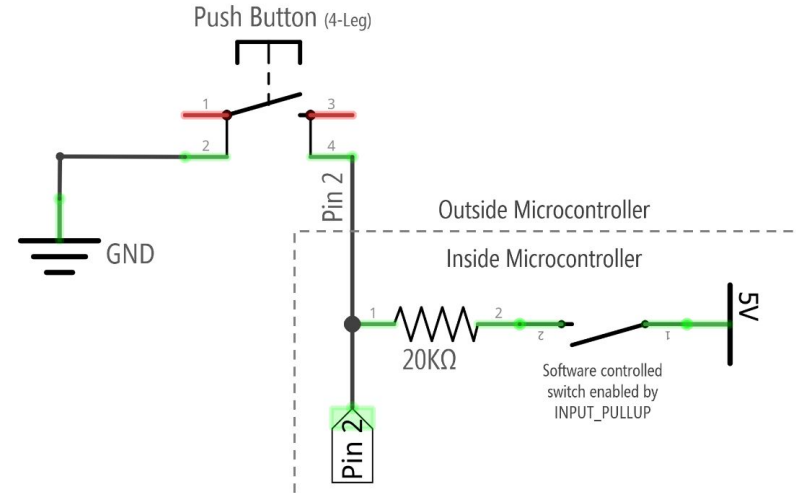 Push Button (4-Leg)
1
3
2
4
Pin 2
Outside Microcontroller
GND
Inside Microcontroller
1
2
2
1
5V
20KΩ
Software controlled
switch enabled by
INPUT_PULLUP
Pin 2